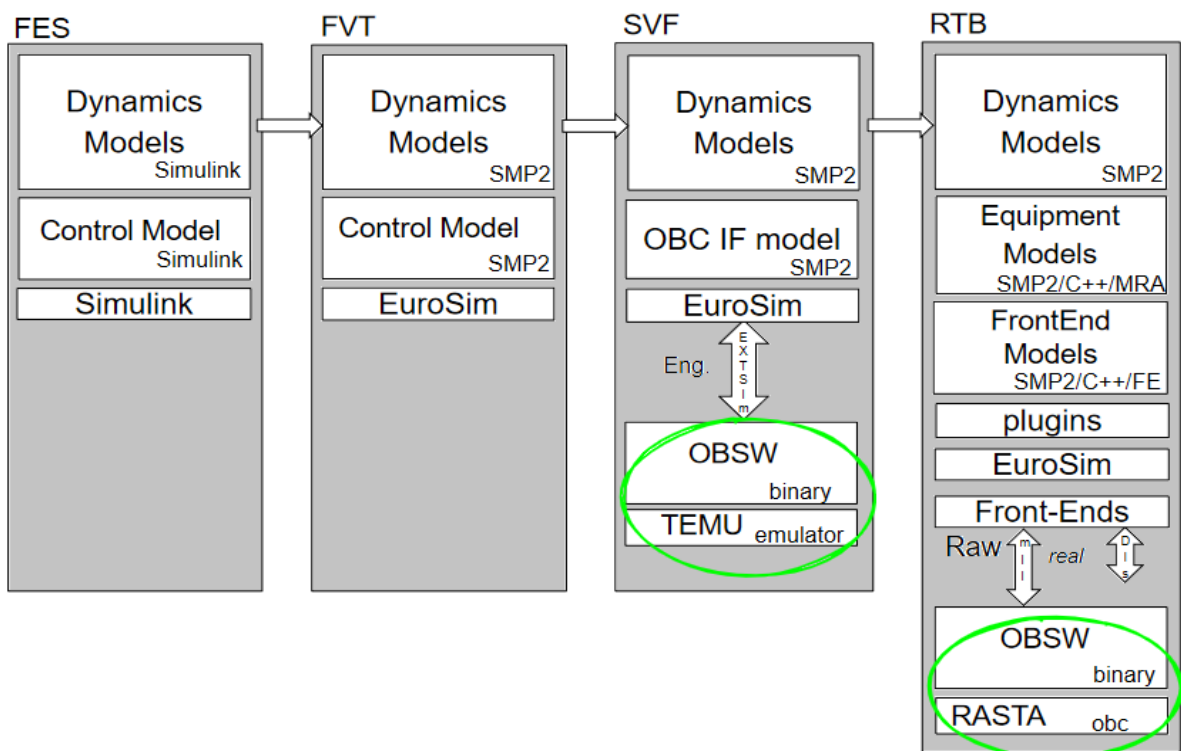 FES
Dynamics
Models
Simulink
Control Model
Simulink
Simulink
FVT
Dynamics
Models
SMP2
Control Model
SMP2
EuroSim
SVF
Dynamics
Models
SMP2
OBC IF model
SMP2
EuroSim
Eng.
EXTSIm
OBSW
binary
TEMU
emulator
RTB
Dynamics
Models
SMP2
Equipment
Models
SMP2/C++/MRA
FrontEnd
Models
SMP2/C++/FE
plugins
EuroSim
Front-Ends
Raw
mIl
real
DIs
OBSW
binary
RASTA
obc